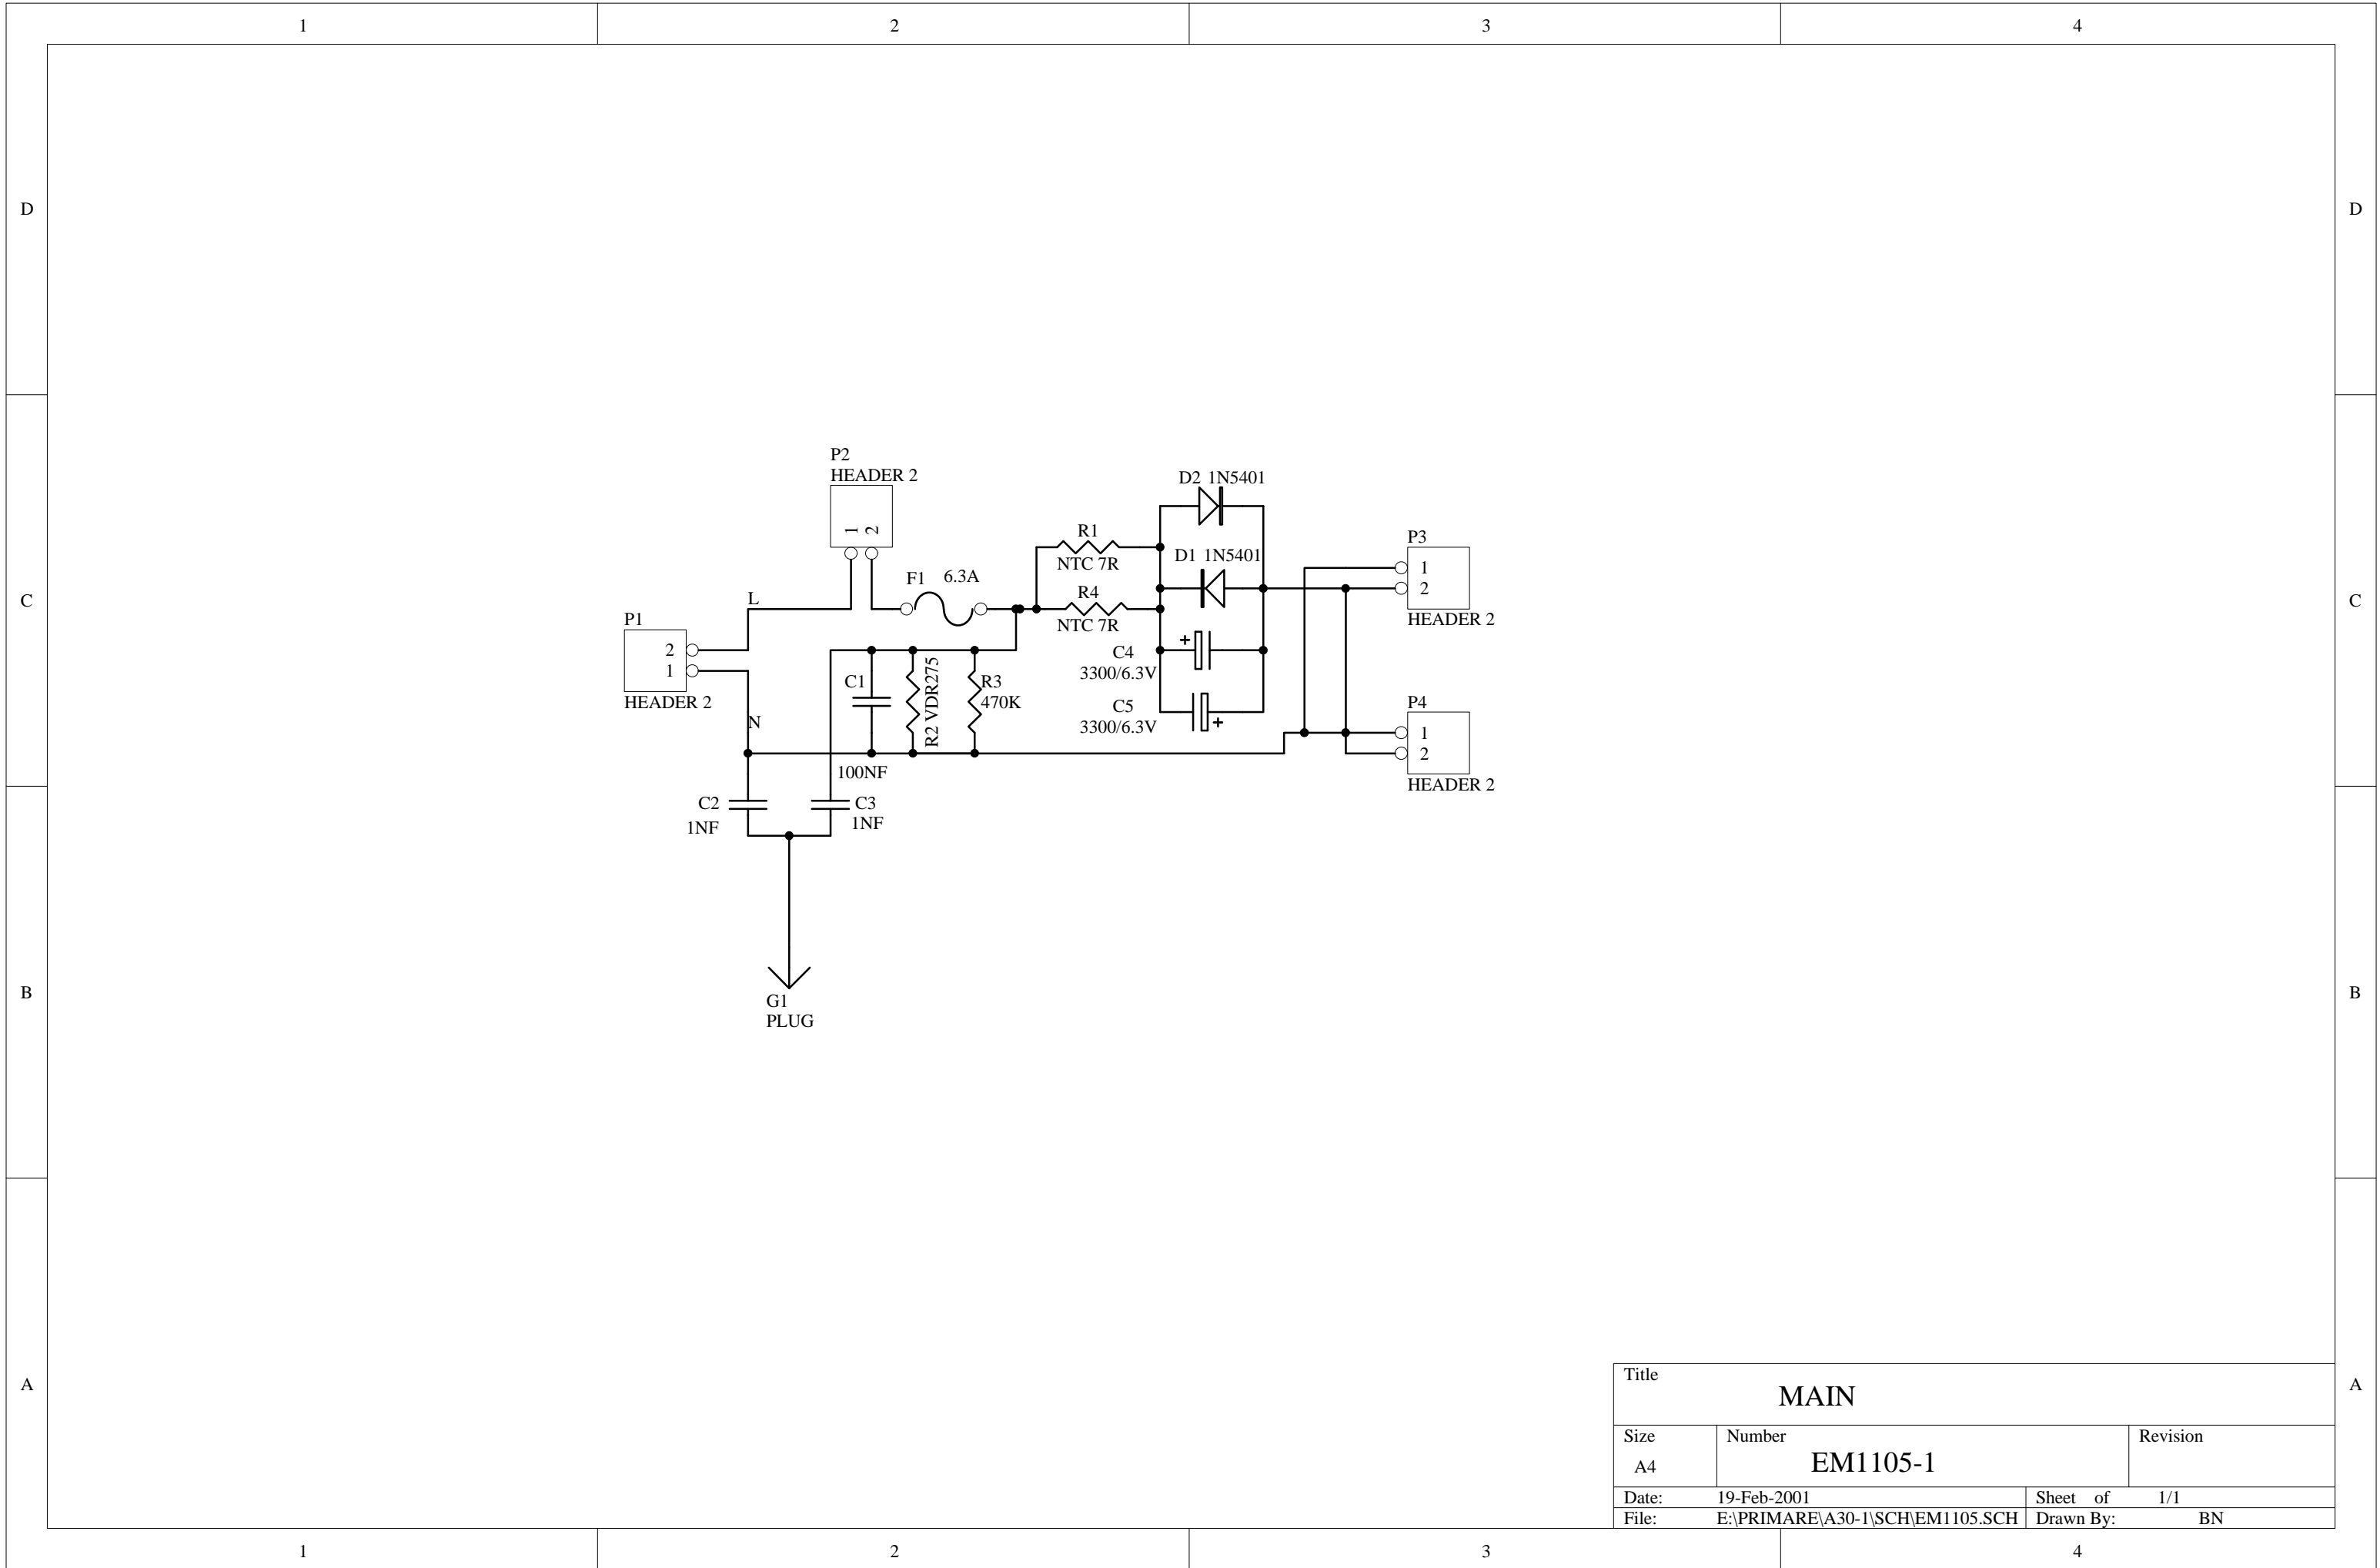 1 2 3 4
D D
P2
HEADER 2
1 2
D2 1N5401
R1
NTC 7R
D1 1N5401
P3
1
2
HEADER 2
F1 6.3A
R4
NTC 7R
C C
L
P1
2
1
HEADER 2
C4
3300/6.3V
+
C1
R2 VDR275
R3
470K
C5
3300/6.3V
+
P4
1
2
HEADER 2
N
100NF
C2
1NF
C3
1NF
B B
G1
PLUG
A A
Title
MAIN
Size
A4
Number
EM1105-1
Revision
Date: 19-Feb-2001 Sheet of 1/1
File: E:\PRIMARE\A30-1\SCH\EM1105.SCH Drawn By: BN
1 2 3 4